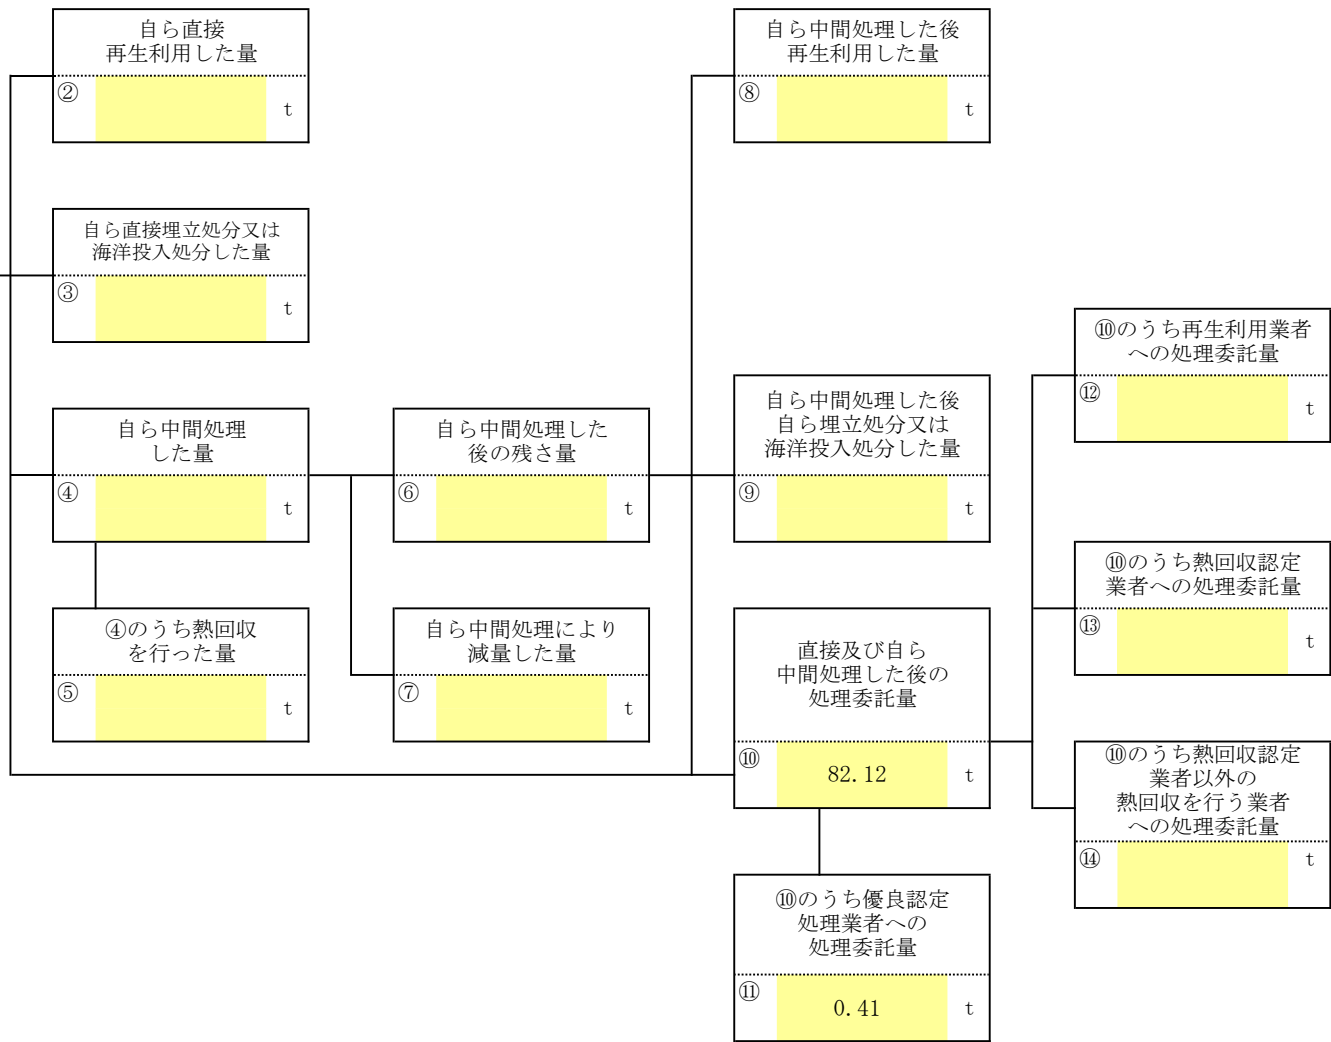 自ら直接
再生利用した量
②
t
自ら中間処理した後
再生利用した量
⑧
t
自ら直接埋立処分又は
海洋投入処分した量
③
t
⑩のうち再生利用業者
への処理委託量
⑫
t
自ら中間処理
した量
④
t
自ら中間処理した
後の残さ量
⑥
t
自ら中間処理した後
自ら埋立処分又は
海洋投入処分した量
⑨
t
⑩のうち熱回収認定
業者への処理委託量
⑬
t
④のうち熱回収
を行った量
⑤
t
自ら中間処理により
減量した量
⑦
t
直接及び自ら
中間処理した後の
処理委託量
⑩
82.12
t
⑩のうち熱回収認定
業者以外の
熱回収を行う業者
への処理委託量
⑭
t
⑩のうち優良認定
処理業者への
処理委託量
⑪
0.41
t